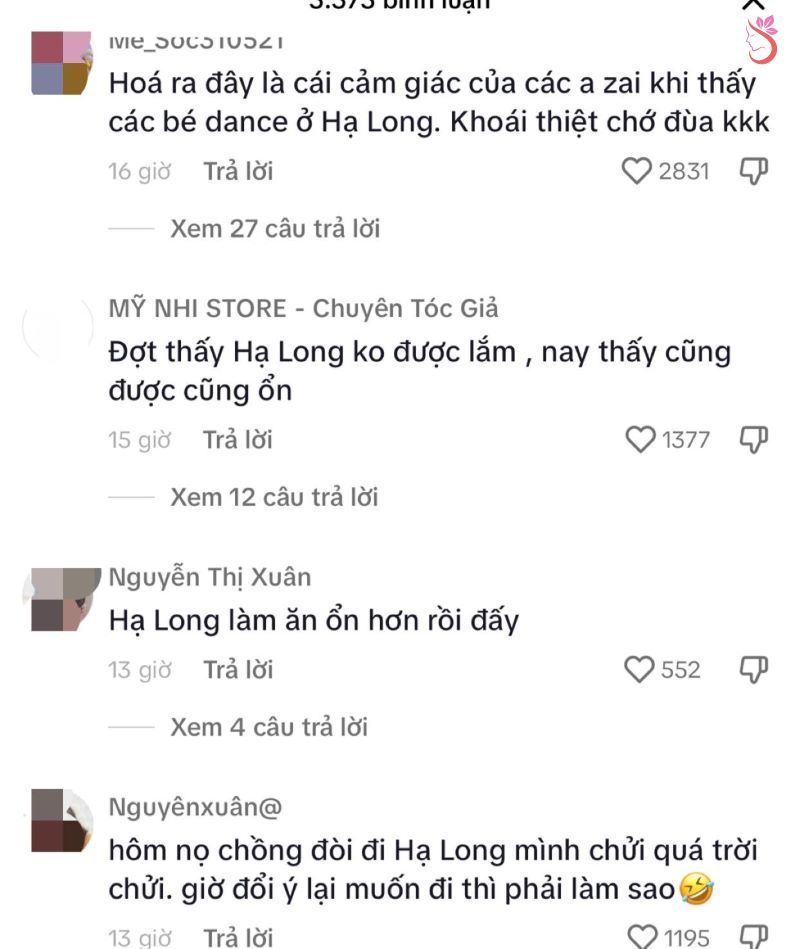 3.373 bình luận
Mẹ_Sóc310521
Hoá ra đây là cái cảm giác của các a zai khi thấy
các bé dance ở Hạ Long. Khoái thiệt chớ đùa kkk
16 giờ Trả lời 2831
Xem 27 câu trả lời
MỸ NHI STORE - Chuyên Tóc Giả
Đợt thấy Hạ Long ko được lắm , nay thấy cũng
được cũng ổn
15 giờ Trả lời 1377
Xem 12 câu trả lời
Nguyễn Thị Xuân
Hạ Long làm ăn ổn hơn rồi đấy
13 giờ Trả lời 552
Xem 4 câu trả lời
Nguyênxuân@
hôm nọ chồng đòi đi Hạ Long mình chửi quá trời
chửi. giờ đổi ý lại muốn đi thì phải làm sao🤣
13 giờ Trả lời 1195